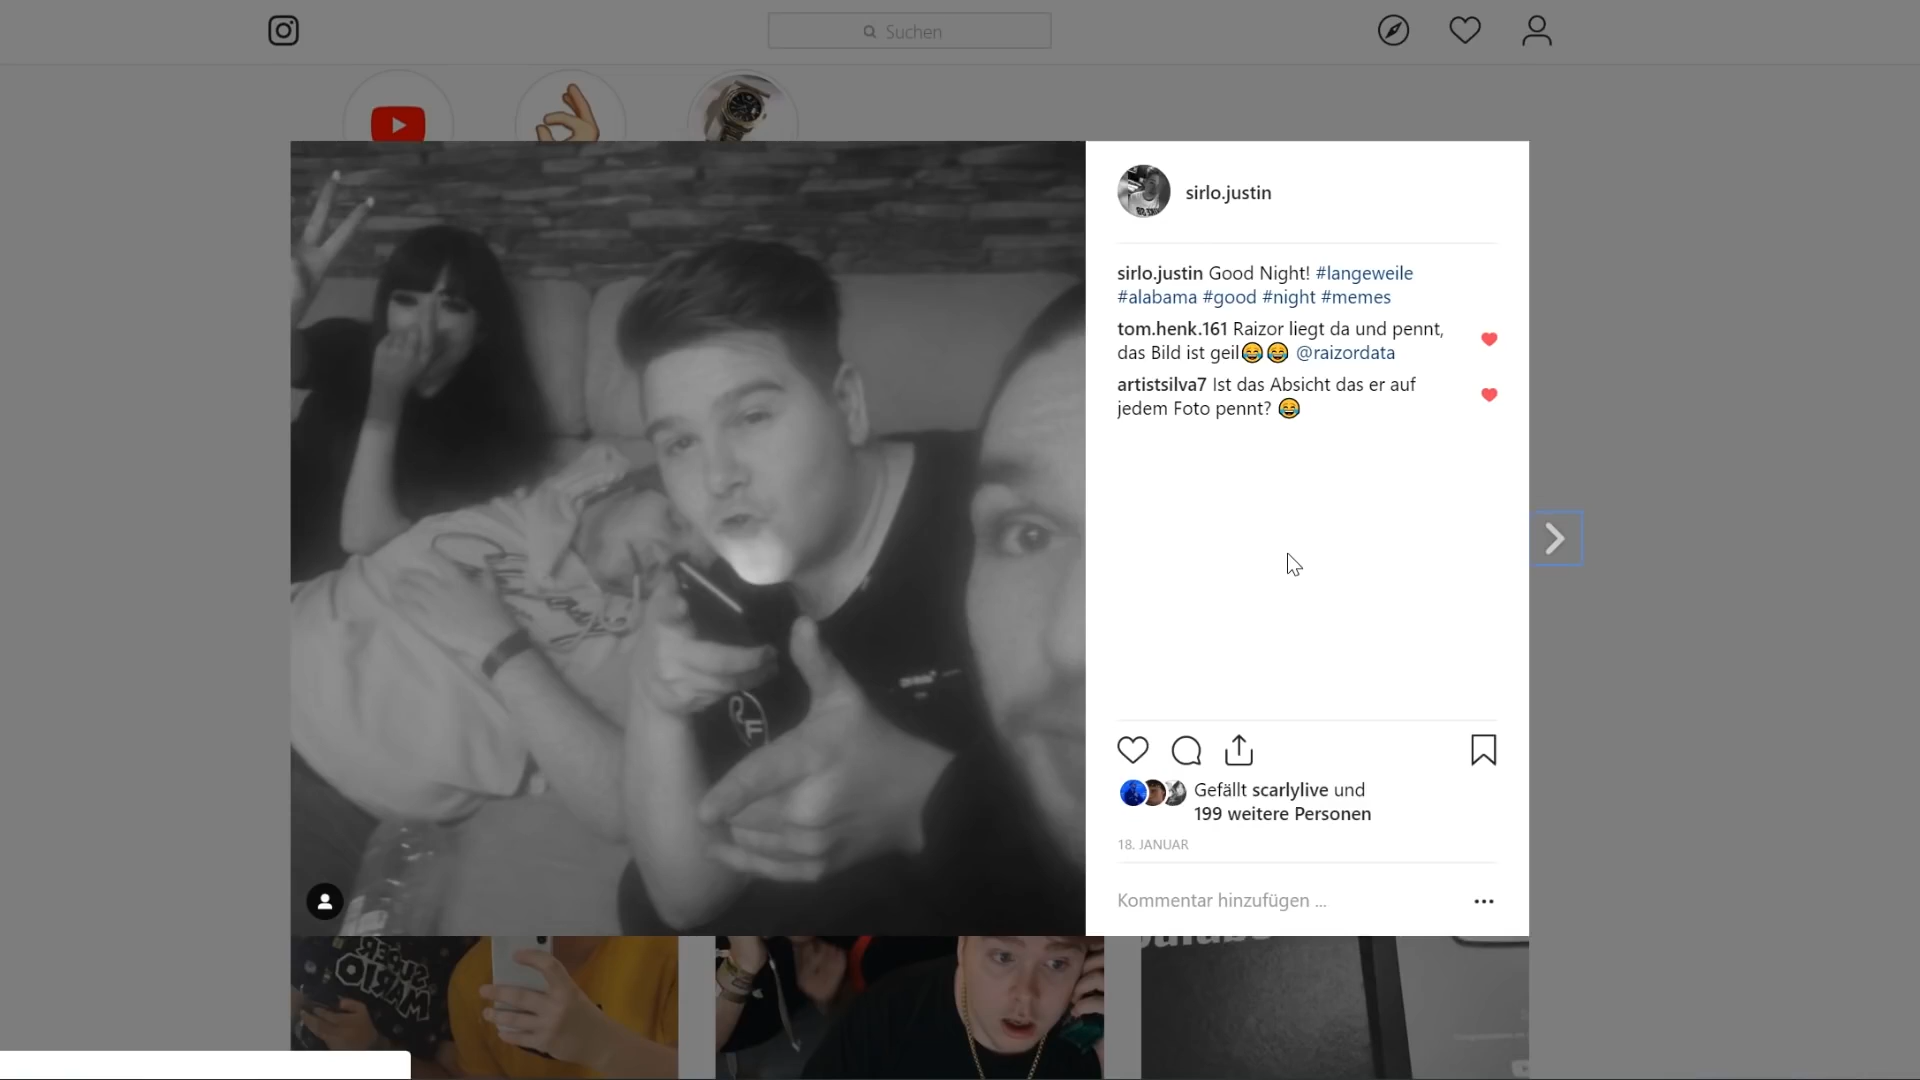 Suchen
sirlo.justin
sirlo.justin Good Night! #langeweile
#alabama #good #night #memes
tom.henk.161 Raizor liegt da und pennt,
das Bild ist geil😂😂 @raizordata
artistsilva7 Ist das Absicht das er auf
jedem Foto pennt? 😂
Gefällt scarlylive und
199 weitere Personen
18. JANUAR
Kommentar hinzufügen ...
SUPER
MARIO